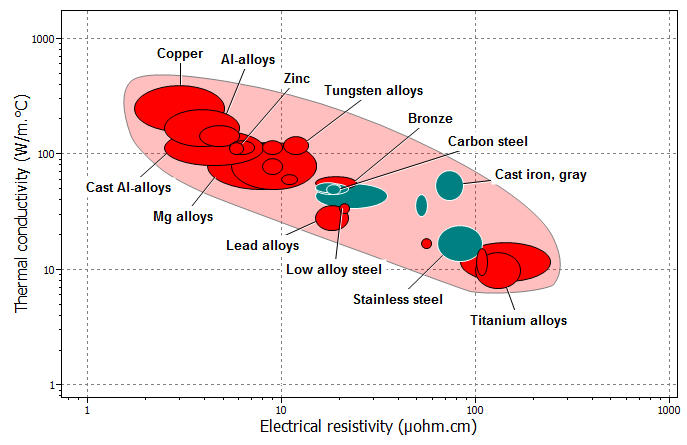 Thermal conductivity (W/m.°C)
1000
100
10
1
Copper
Al-alloys
Zinc
Tungsten alloys
Bronze
Carbon steel
Cast iron, gray
Cast Al-alloys
Mg alloys
Lead alloys
Low alloy steel
Stainless steel
Titanium alloys
1
10
100
1000
Electrical resistivity (µohm.cm)